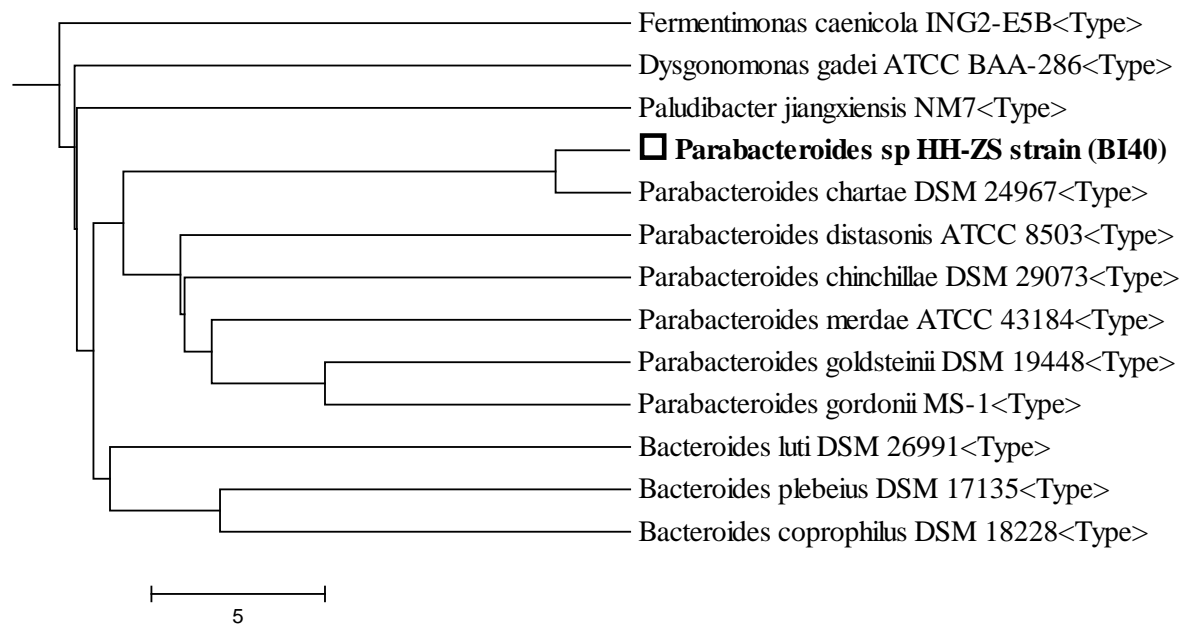 Fermentimonas caenicola ING2-E5B<Type>
Dysgonomonas gadei ATCC BAA-286<Type>
Paludibacter jiangxiensis NM7<Type>
Parabacteroides sp HH-ZS strain (BI40)
Parabacteroides chartae DSM 24967<Type>
Parabacteroides distasonis ATCC 8503<Type>
Parabacteroides chinchillae DSM 29073<Type>
Parabacteroides merdae ATCC 43184<Type>
Parabacteroides goldsteinii DSM 19448<Type>
Parabacteroides gordonii MS-1<Type>
Bacteroides luti DSM 26991<Type>
Bacteroides plebeius DSM 17135<Type>
Bacteroides coprophilus DSM 18228<Type>
5